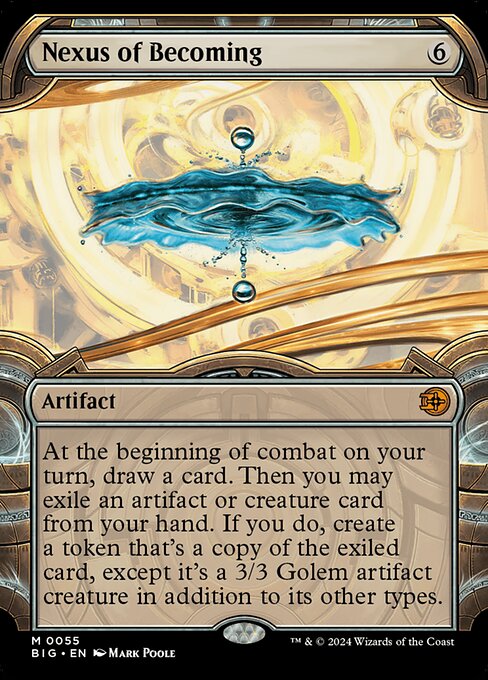 Nexus of Becoming 6
Artifact
At the beginning of combat on your
turn, draw a card. Then you may
exile an artifact or creature card
from your hand. If you do, create
a token that's a copy of the exiled
card, except it's a 3/3 Golem artifact
creature in addition to its other types.
M 0055
BIG • EN Mark Poole
™ & © 2024 Wizards of the Coast